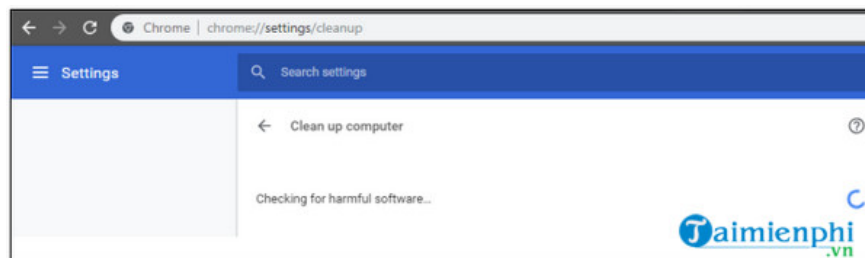 Chrome | chrome://settings/cleanup
Settings
Search settings
Clean up computer
Checking for harmful software...
Taimienphi
.vn